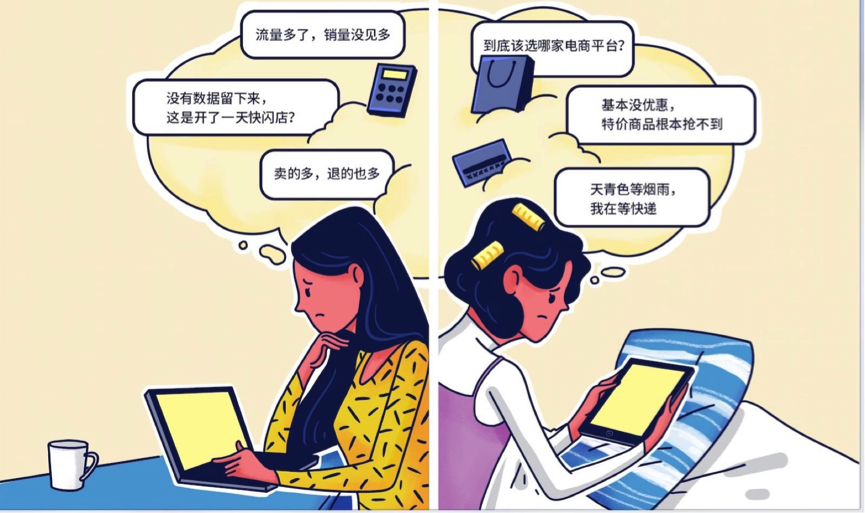 流量多了，销量没见多
没有数据留下来，
这是开了一天快闪店？
卖的多，退的也多
到底该选哪家电商平台？
基本没优惠，
特价商品根本抢不到
天青色等烟雨，
我在等快递